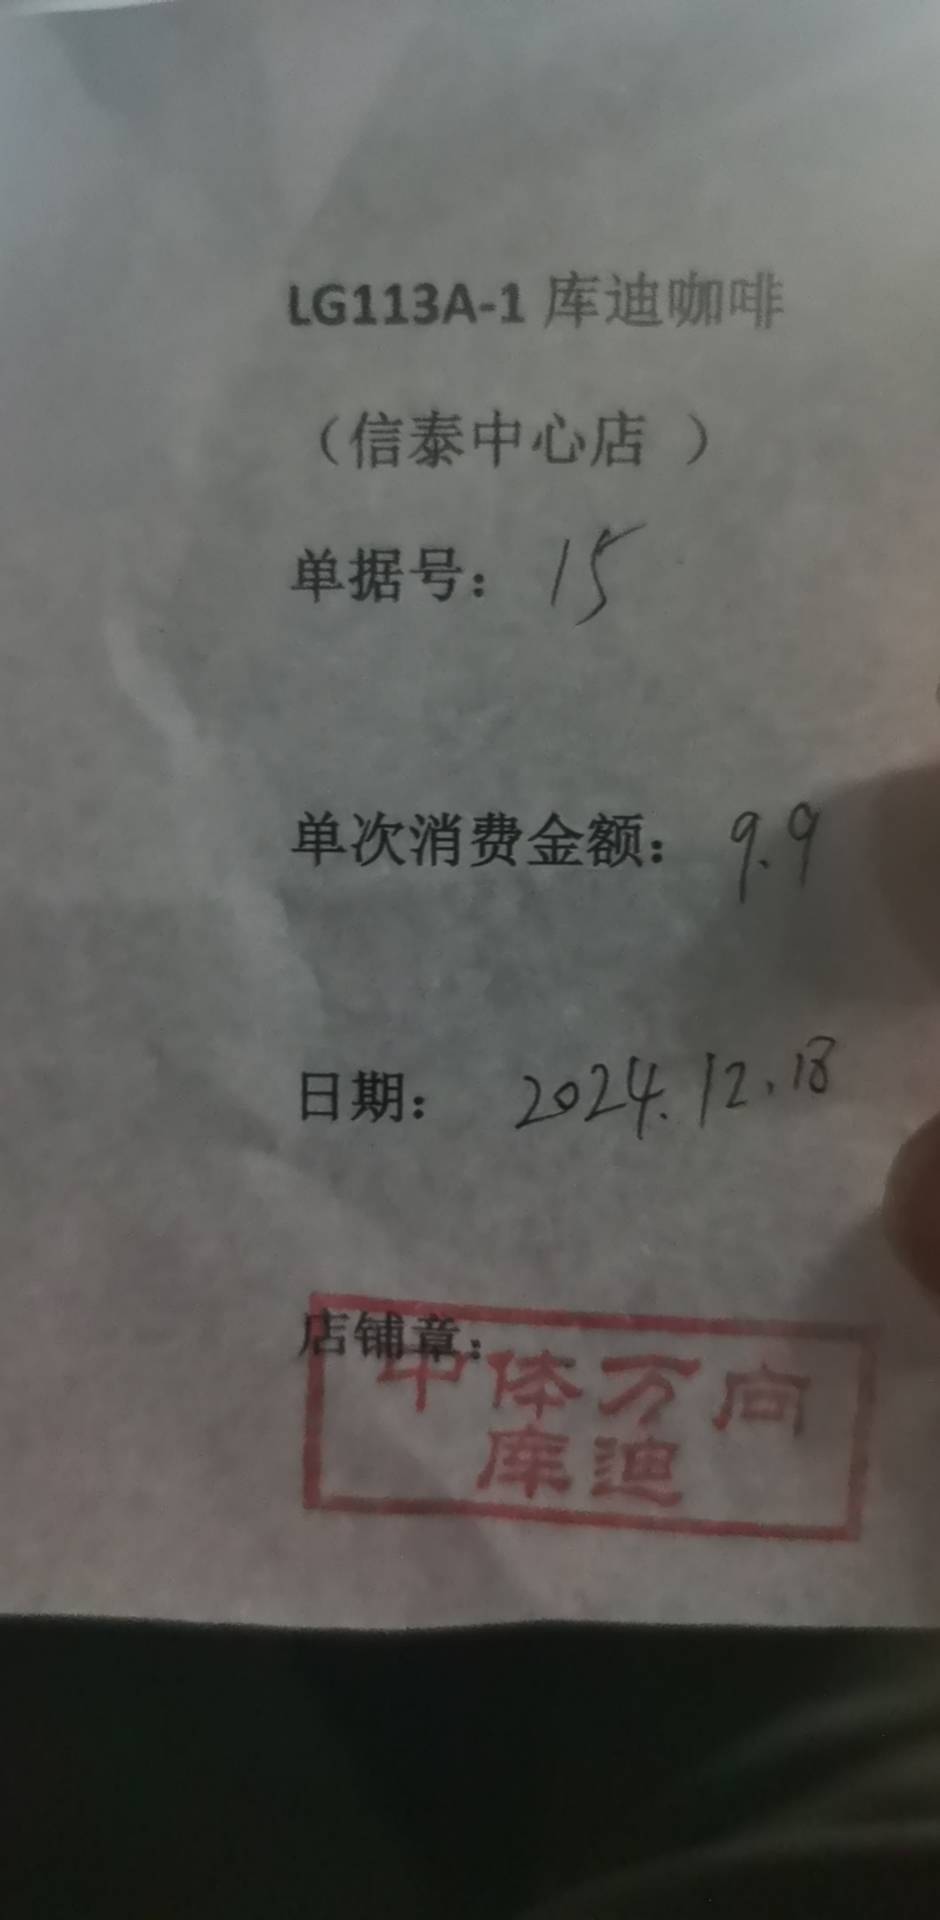 LG113A-1 库迪咖啡
（信泰中心店 ）
单据号： 15
单次消费金额： 9.9
日期： 2024.12.18
店铺章：
中体万向
库迪